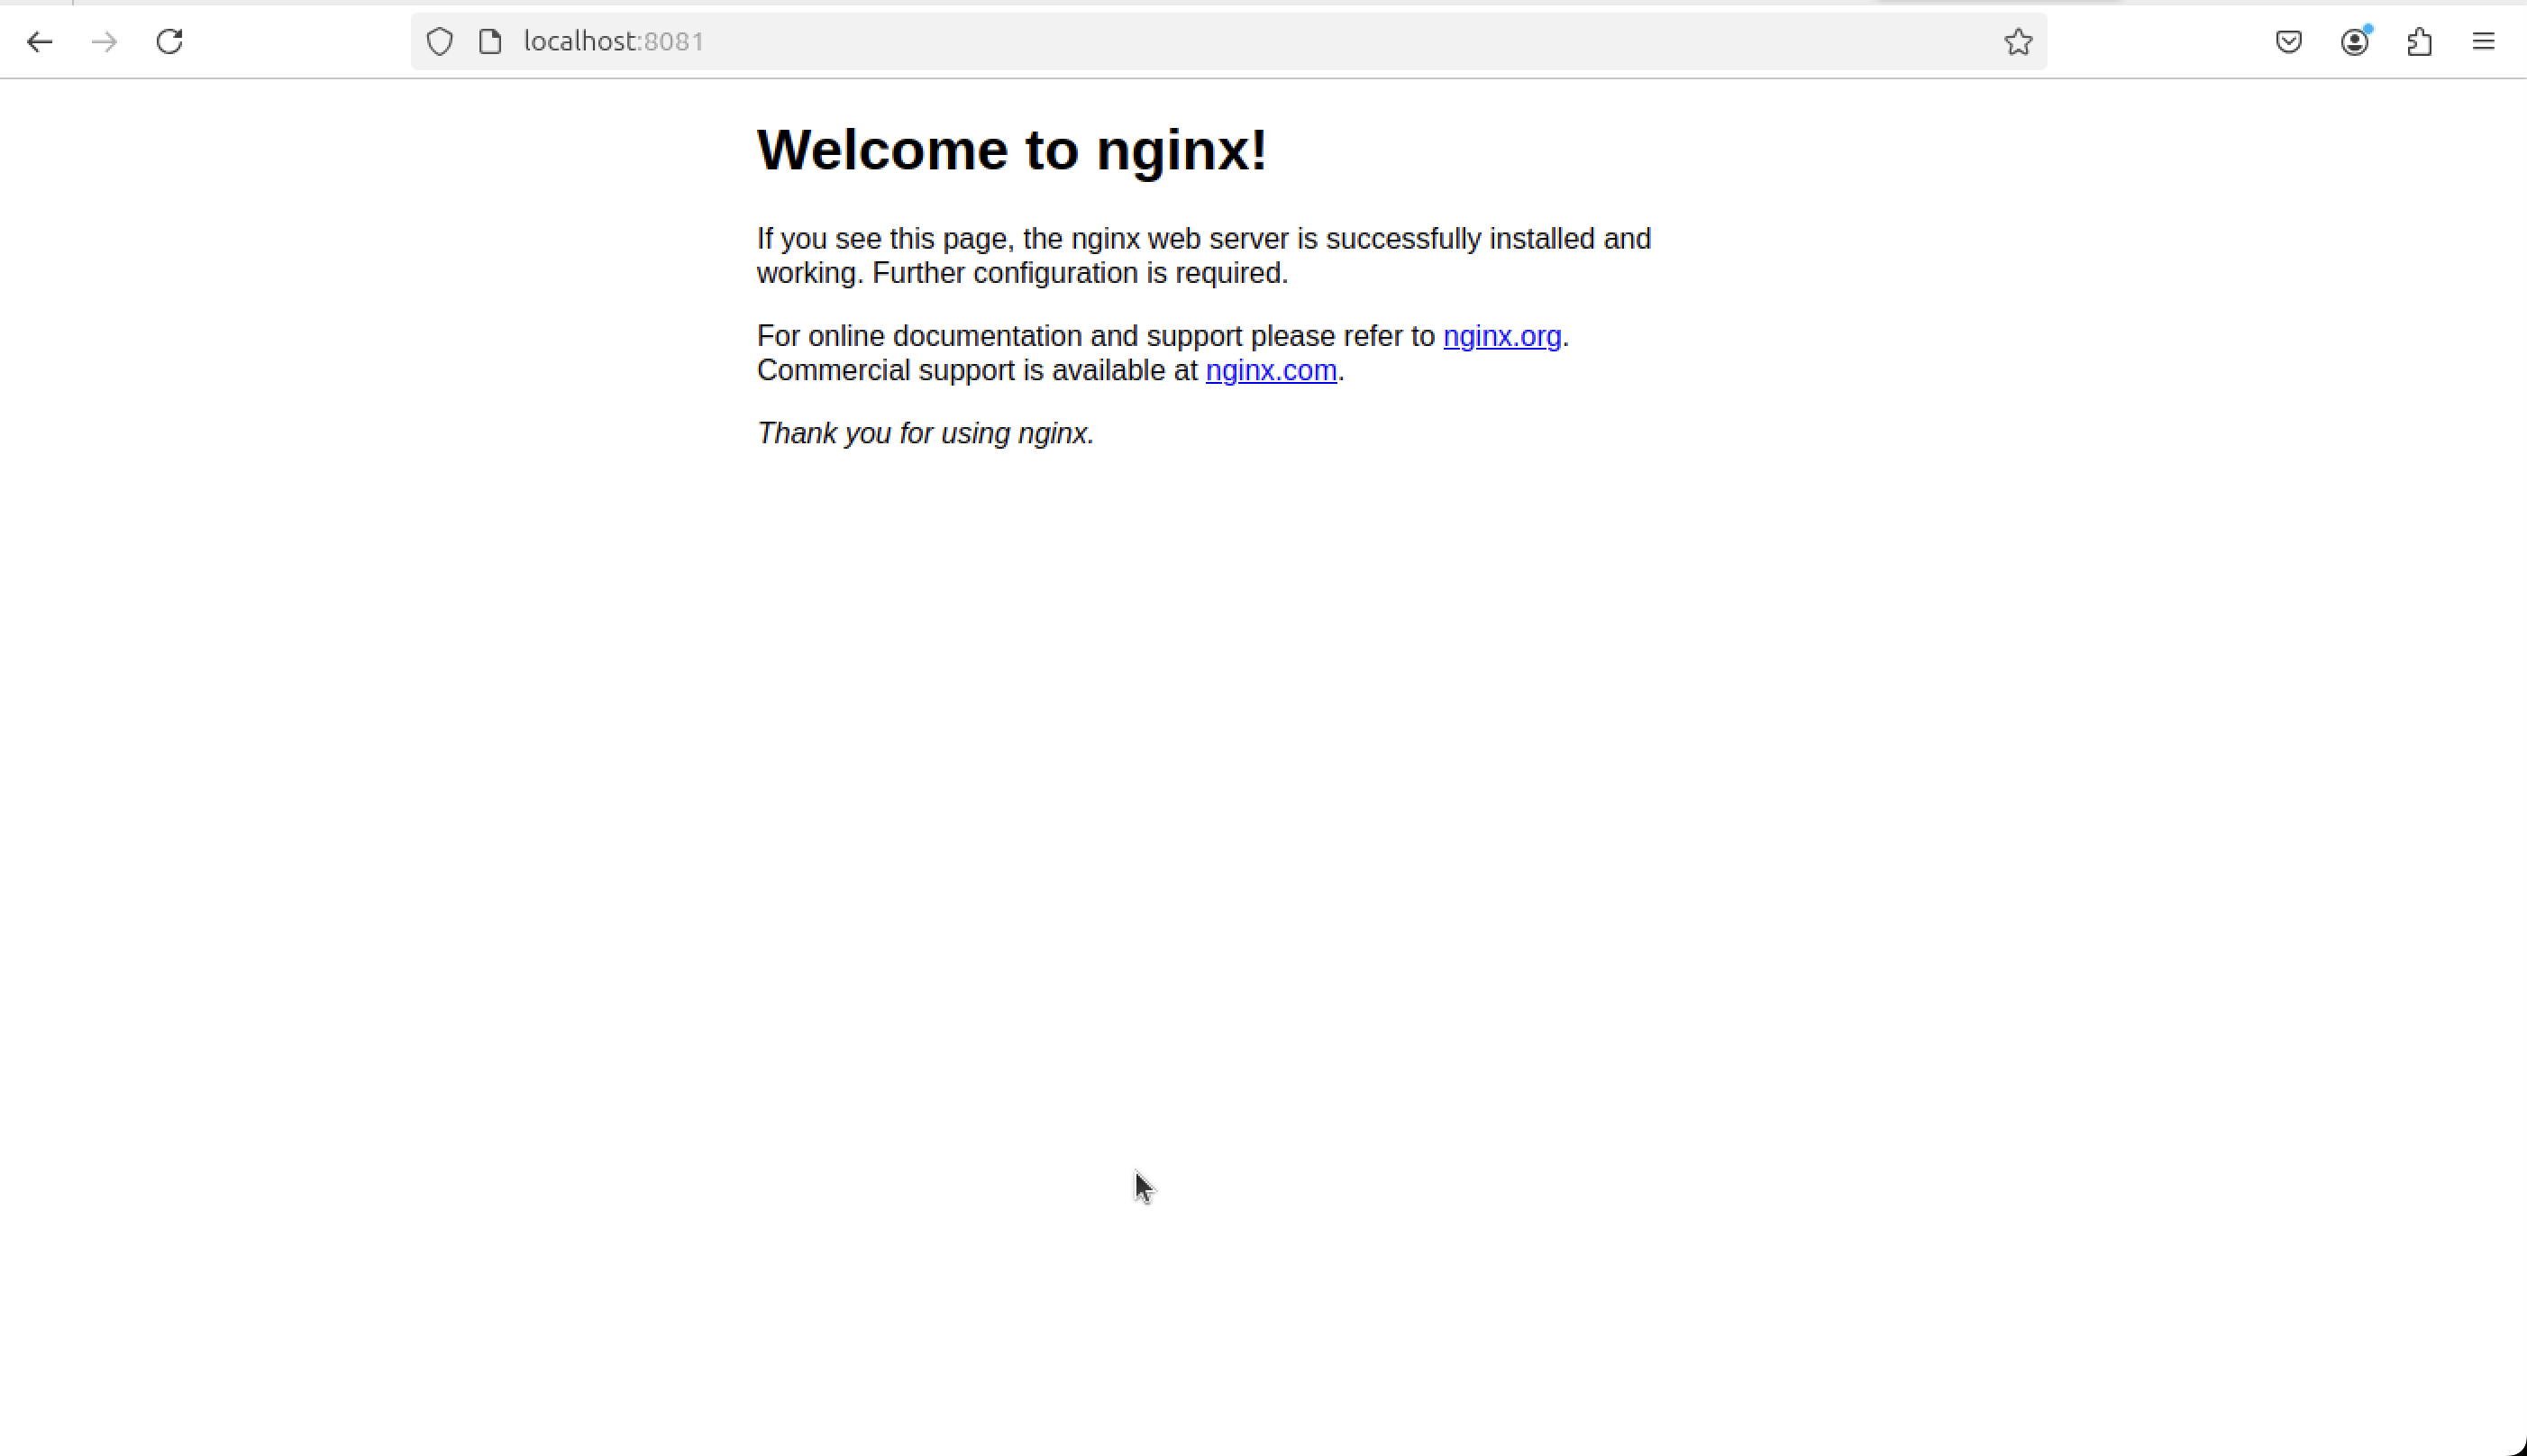 localhost:8081
Welcome to nginx!
If you see this page, the nginx web server is successfully installed and
working. Further configuration is required.
For online documentation and support please refer to nginx.org.
Commercial support is available at nginx.com.
Thank you for using nginx.